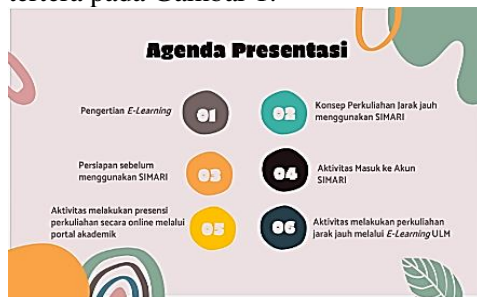 tertera pada Gambar 1.
Agenda Presentasi
Pengertian E-Learning
01
02
Konsep Perkuliahan Jarak jauh
menggunakan SIMARI
Persiapan sebelum
menggunakan SIMARI
03
04
Aktivitas Masuk ke Akun
SIMARI
Aktivitas melakukan presensi
perkuliahan secara online melalui
portal akademik
05
06
Aktivitas melakukan perkuliahan
jarak jauh melalui E-Learning ULM